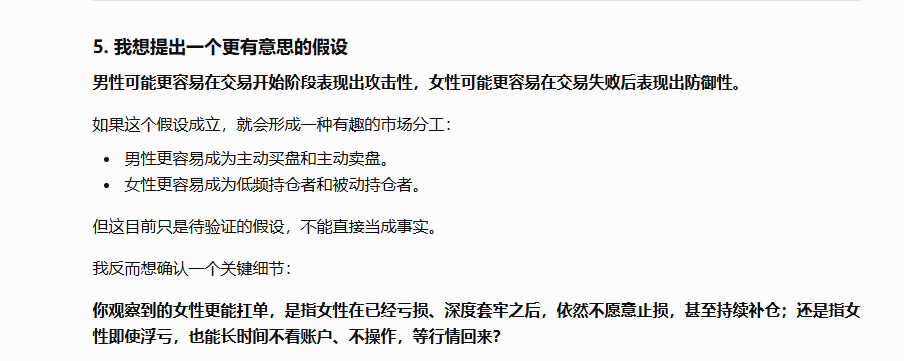 5. 我想提出一个更有意思的假设
男性可能更容易在交易开始阶段表现出攻击性，女性可能更容易在交易失败后表现出防御性。
如果这个假设成立，就会形成一种有趣的市场分工：
• 男性更容易成为主动买盘和主动卖盘。
• 女性更容易成为低频持仓者和被动持仓者。
但这目前只是待验证的假设，不能直接当成事实。
我反而想确认一个关键细节：
你观察到的女性更能扛单，是指女性在已经亏损、深度套牢之后，依然不愿意止损，甚至持续补仓；还是指女
性即使浮亏，也能长时间不看账户、不操作，等行情回来？